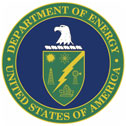 DEPARTMENT OF ENERGY
UNITED STATES OF AMERICA